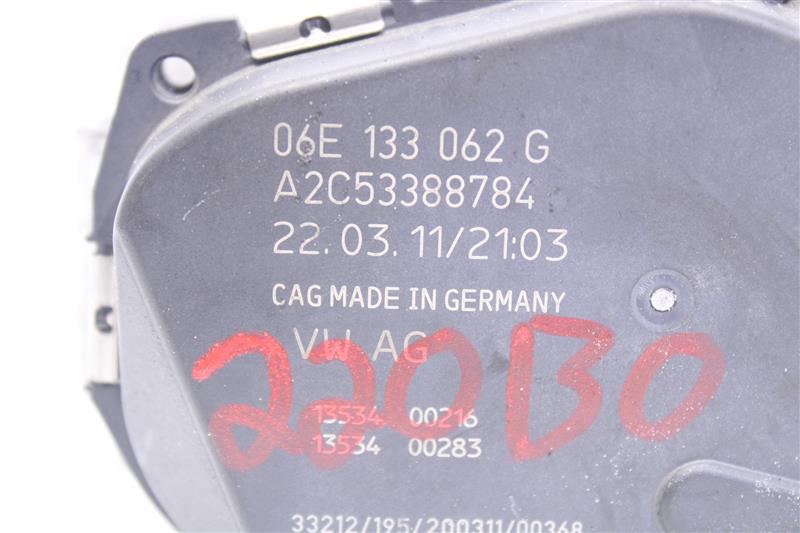 06E 133 062 G
A2C53388784
22.03.11/21:03
CAG MADE IN GERMANY
VW AG
220B0
13534 00216
13534 00283
33212/195/200311/00368